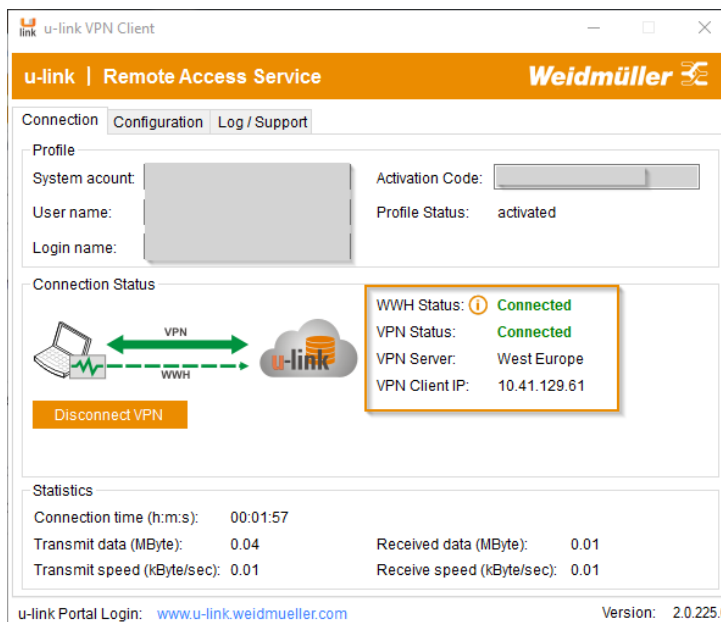 link u-link VPN Client
u-link | Remote Access Service Weidmüller
Connection Configuration Log / Support
Profile
System acount: Activation Code:
User name: Profile Status: activated
Login name:
Connection Status
WWH Status: i Connected
VPN VPN Status: Connected
u-link VPN Server: West Europe
WWH VPN Client IP: 10.41.129.61
Disconnect VPN
Statistics
Connection time (h:m:s): 00:01:57
Transmit data (MByte): 0.04 Received data (MByte): 0.01
Transmit speed (kByte/sec): 0.01 Receive speed (kByte/sec): 0.01
u-link Portal Login: www.u-link.weidmueller.com Version: 2.0.225.